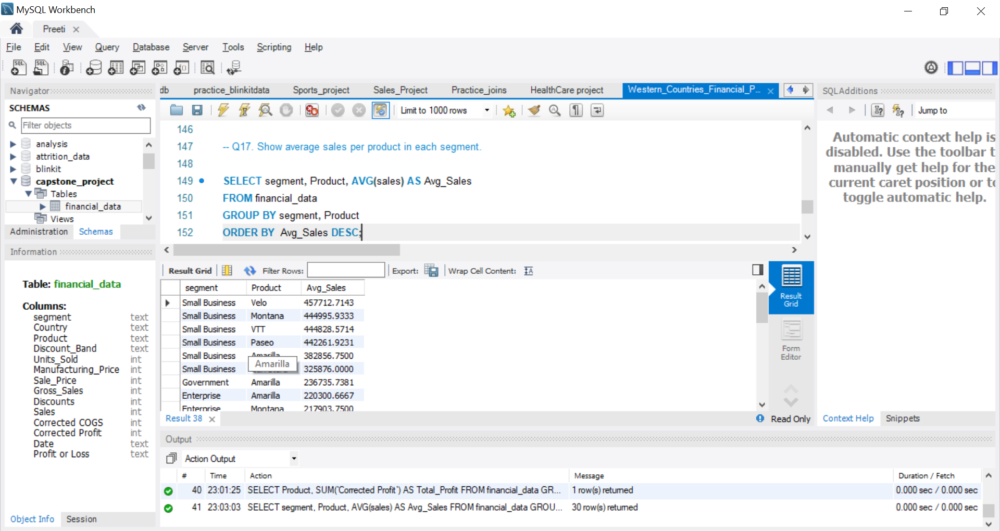 MySQL Workbench
Preeti
File Edit View Query Database Server Tools Scripting Help
Navigator
SCHEMAS
Filter objects
analysis
attrition_data
blinkit
capstone_project
Tables
financial_data
Views
Administration Schemas
Information
Table: financial_data
Columns:
segment text
Country text
Product text
Discount_Band text
Units_Sold int
Manufacturing_Price int
Sale_Price int
Gross_Sales int
Discounts int
Sales int
Corrected COGS int
Corrected Profit int
Date text
Profit or Loss text
Object Info Session
db practice_blinkitdata Sports_project Sales_Project Practice_joins HealthCare project Western_Countries_Financial_P...
Limit to 1000 rows
146
147 -- Q17. Show average sales per product in each segment.
148
149 SELECT segment, Product, AVG(sales) AS Avg_Sales
150 FROM financial_data
151 GROUP BY segment, Product
152 ORDER BY Avg_Sales DESC;
Result Grid Filter Rows: Export: Wrap Cell Content:
segment Product Avg_Sales
Small Business Velo 457712.7143
Small Business Montana 444995.9333
Small Business VTT 444828.5714
Small Business Paseo 442261.9231
Small Business Amarilla 382856.7500
Amarilla
Small Business 325876.0000
Government Amarilla 236735.7381
Enterprise Amarilla 220300.6667
Enterprise Montana 217903.7500
Result 38
Result
Grid
Form
Editor
Read Only
SQLAdditions
Jump to
Automatic context help is
disabled. Use the toolbar t
manually get help for the
current caret position or to
toggle automatic help.
Context Help Snippets
Output
Action Output
# Time Action Message Duration / Fetch
40 23:01:25 SELECT Product, SUM(`Corrected Profit`) AS Total_Profit FROM financial_data GR... 1 row(s) returned 0.000 sec / 0.000 sec
41 23:03:03 SELECT segment, Product, AVG(sales) AS Avg_Sales FROM financial_data GROU... 30 row(s) returned 0.000 sec / 0.000 sec